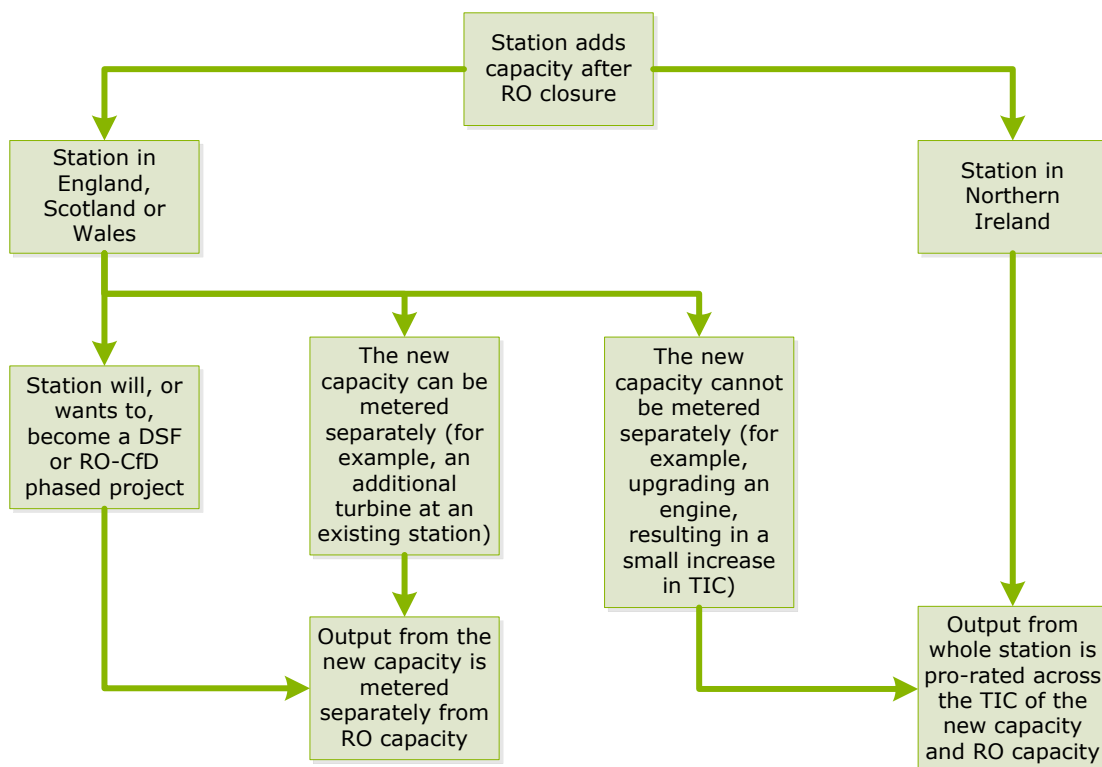 Station adds
capacity after
RO closure
Station in
England,
Scotland or
Wales
Station in
Northern
Ireland
Station will, or
wants to,
become a DSF
or RO-CfD
phased project
The new
capacity can be
metered
separately (for
example, an
additional
turbine at an
existing station)
The new
capacity cannot
be metered
separately (for
example,
upgrading an
engine,
resulting in a
small increase
in TIC)
Output from the
new capacity is
metered
separately from
RO capacity
Output from
whole station is
pro-rated across
the TIC of the
new capacity
and RO capacity